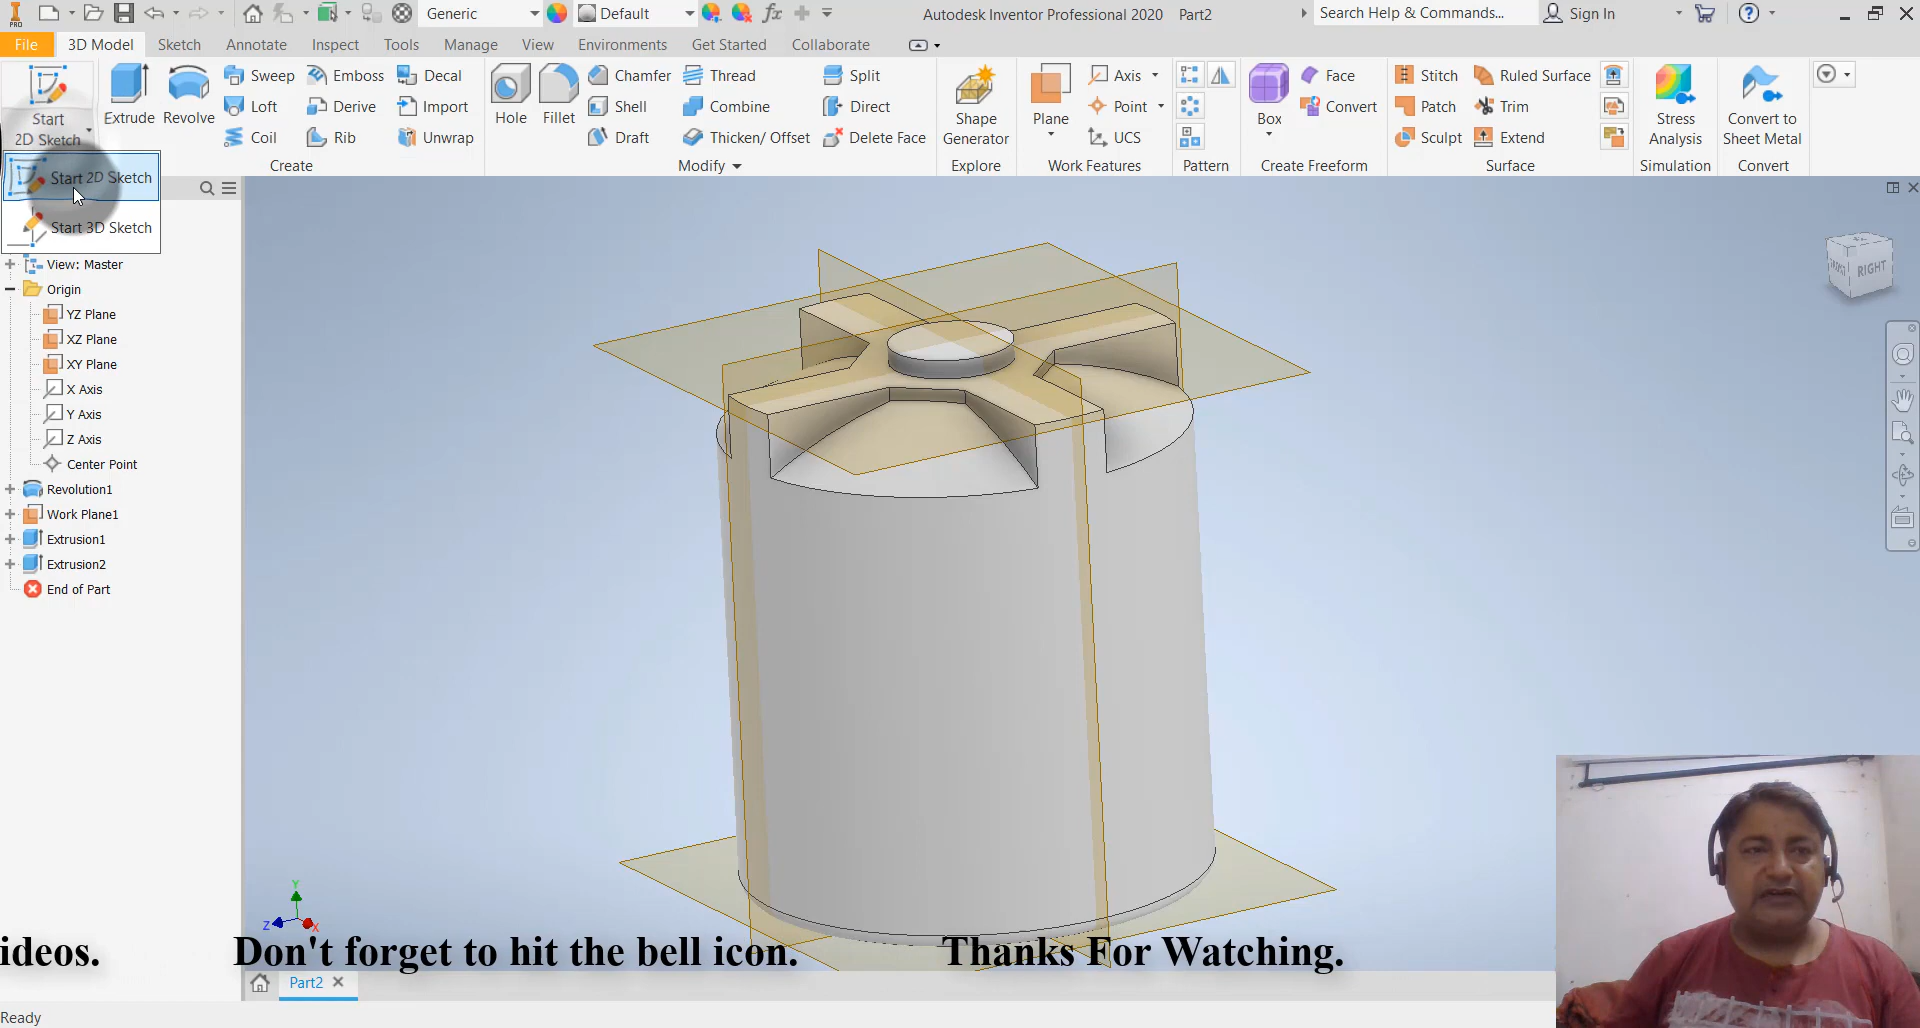 Generic
Default
Autodesk Inventor Professional 2020 Part2
Search Help & Commands...
Sign In
PRO
File
3D Model
Sketch
Annotate
Inspect
Tools
Manage
View
Environments
Get Started
Collaborate
Start
2D Sketch
Extrude
Revolve
Sweep
Loft
Coil
Emboss
Derive
Rib
Decal
Import
Unwrap
Create
Hole
Fillet
Chamfer
Shell
Draft
Thread
Combine
Thicken/ Offset
Split
Direct
Delete Face
Modify
Shape
Generator
Explore
Plane
Axis
Point
UCS
Work Features
Pattern
Box
Face
Convert
Create Freeform
Stitch
Patch
Sculpt
Ruled Surface
Trim
Extend
Surface
Stress
Analysis
Simulation
Convert to
Sheet Metal
Convert
Start 2D Sketch
Start 3D Sketch
View: Master
Origin
YZ Plane
XZ Plane
XY Plane
X Axis
Y Axis
Z Axis
Center Point
Revolution1
Work Plane1
Extrusion1
Extrusion2
End of Part
RIGHT
Y
Z
X
ideos. Don't forget to hit the bell icon. Thanks For Watching.
Part2
Ready